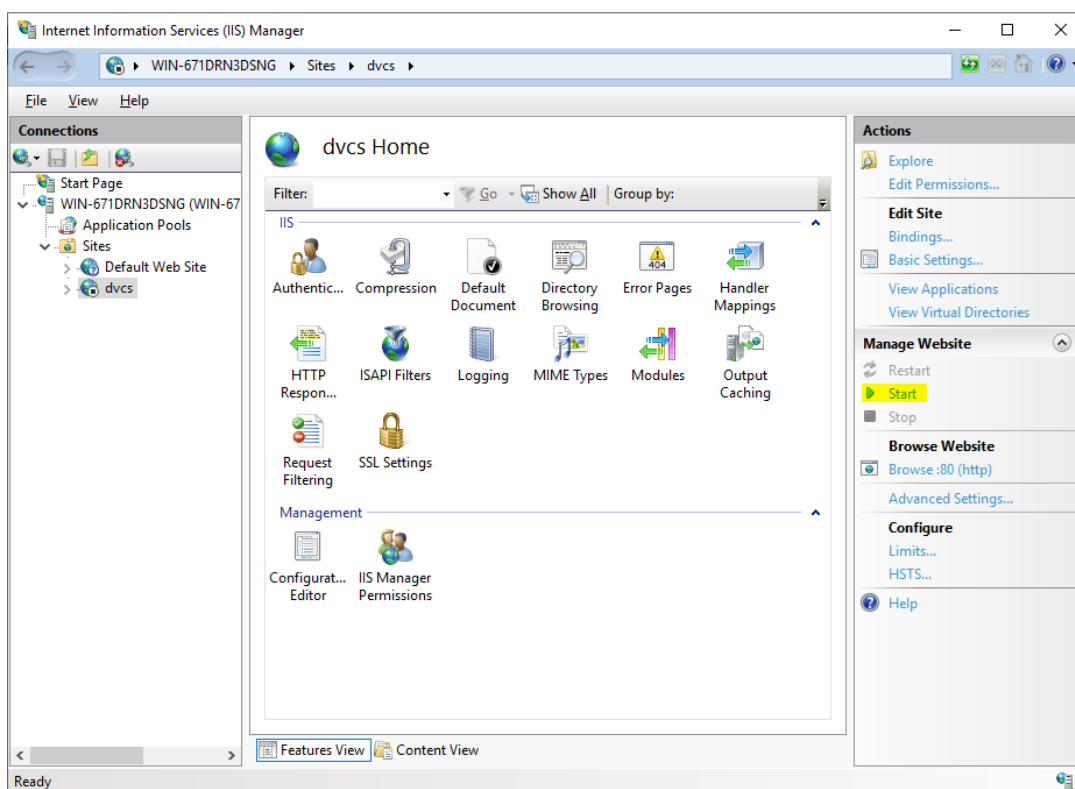 Internet Information Services (IIS) Manager
WIN-671DRN3DSNG Sites dvcs
File View Help
Connections
Start Page
WIN-671DRN3DSNG (WIN-67
Application Pools
Sites
Default Web Site
dvcs
dvcs Home
Filter: Go Show All Group by:
IIS
Authentic... Compression Default Document Directory Browsing Error Pages Handler Mappings
404
HTTP Respon... ISAPI Filters Logging MIME Types Modules Output Caching
Request Filtering SSL Settings
Management
Configurat... Editor IIS Manager Permissions
Features View Content View
Actions
Explore
Edit Permissions...
Edit Site
Bindings...
Basic Settings...
View Applications
View Virtual Directories
Manage Website
Restart
Start
Stop
Browse Website
Browse :80 (http)
Advanced Settings...
Configure
Limits...
HSTS...
Help
Ready